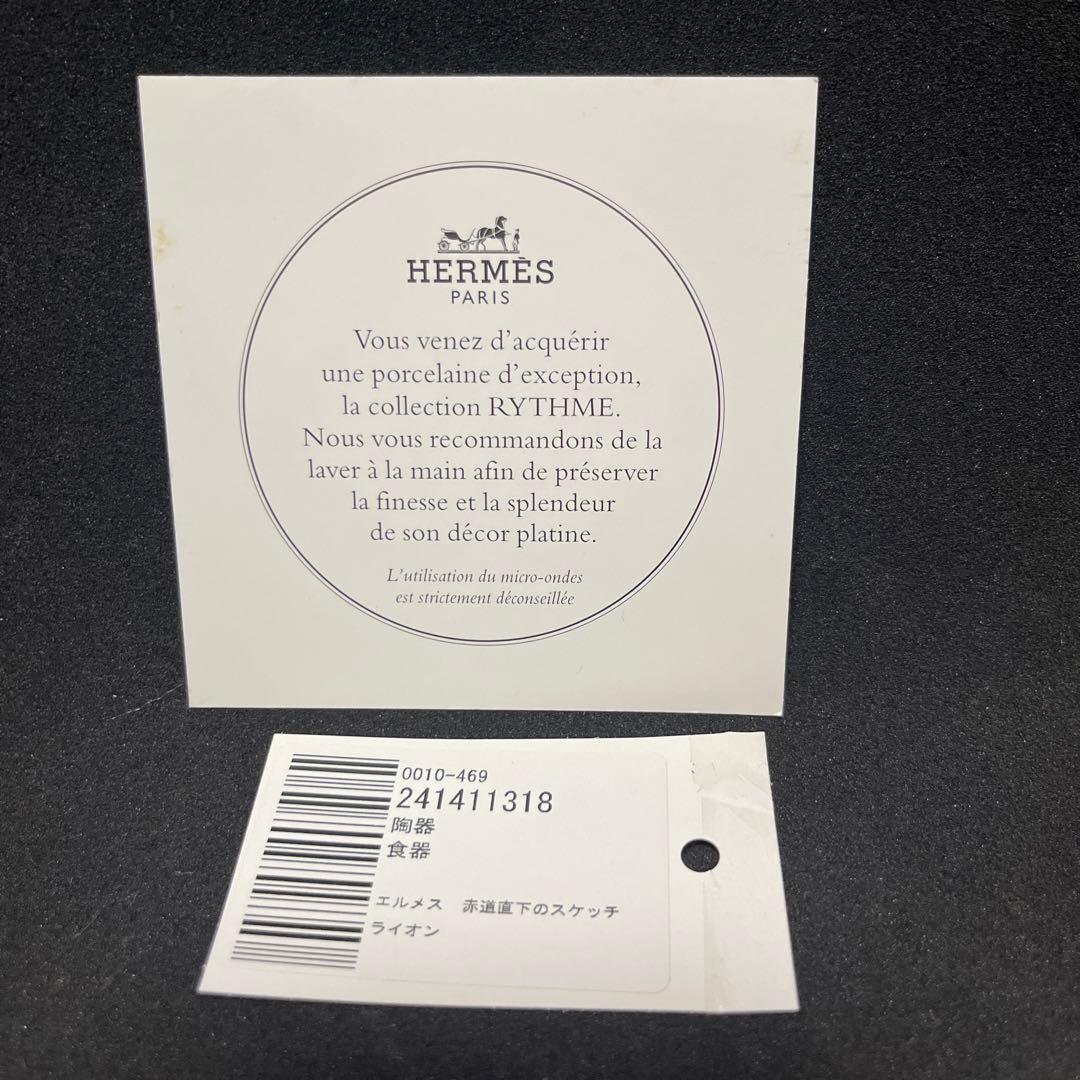 HERMÈS
PARIS
Vous venez d'acquérir
une porcelaine d'exception,
la collection RYTHME.
Nous vous recommandons de la
laver à la main afin de préserver
la finesse et la splendeur
de son décor platine.
L'utilisation du micro-ondes
est strictement déconseillée
0010-469
241411318
陶器
食器
エルメス　赤道直下のスケッチ
ライオン